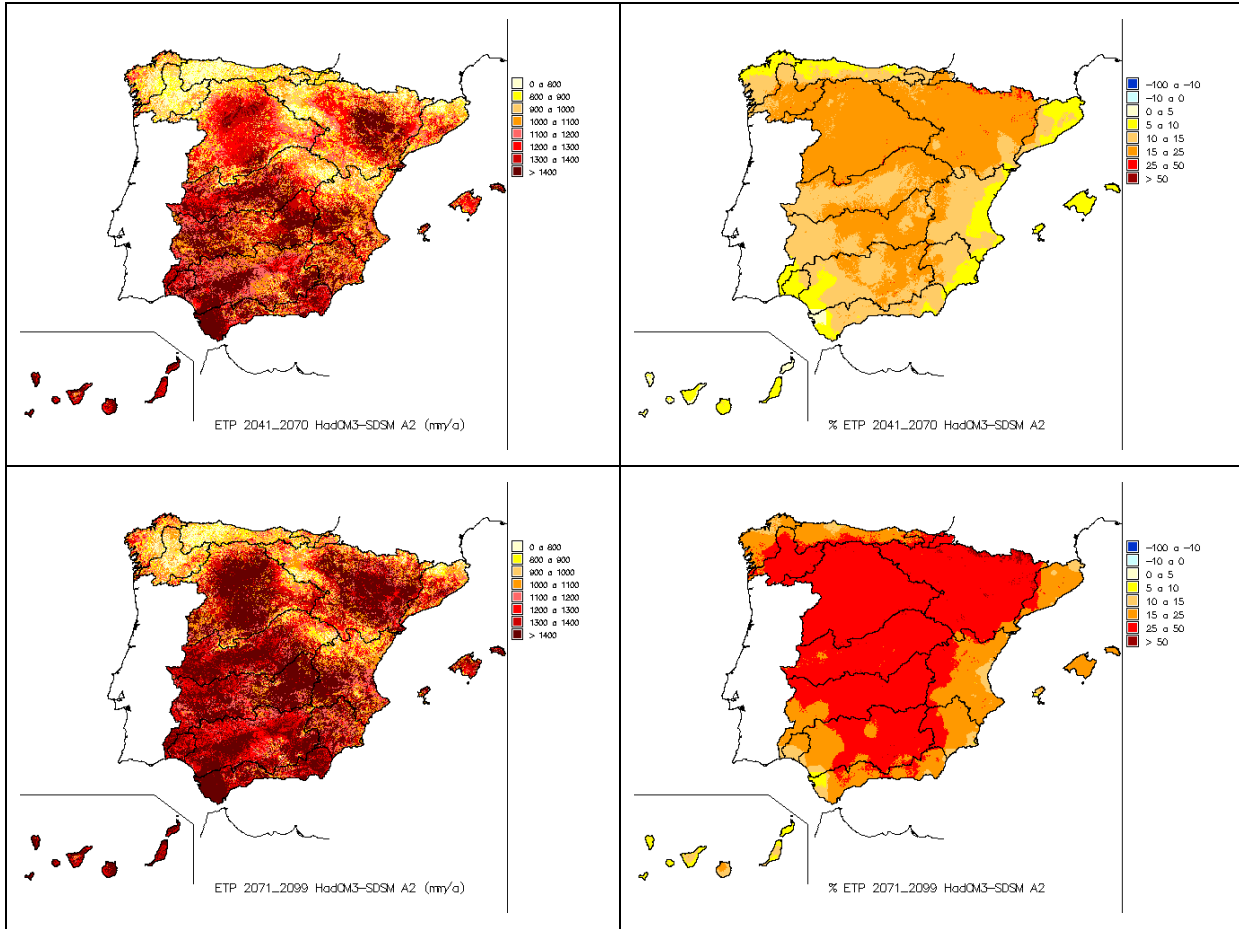 0 a 600
600 a 900
900 a 1000
1000 a 1100
1100 a 1200
1200 a 1300
1300 a 1400
> 1400
ETP 2041_2070 HadCM3-SDSM A2 (mm/a)
-100 a -10
-10 a 0
0 a 5
5 a 10
10 a 15
15 a 25
25 a 50
> 50
% ETP 2041_2070 HadCM3-SDSM A2
0 a 600
600 a 900
900 a 1000
1000 a 1100
1100 a 1200
1200 a 1300
1300 a 1400
> 1400
ETP 2071_2099 HadCM3-SDSM A2 (mm/a)
-100 a -10
-10 a 0
0 a 5
5 a 10
10 a 15
15 a 25
25 a 50
> 50
% ETP 2071_2099 HadCM3-SDSM A2